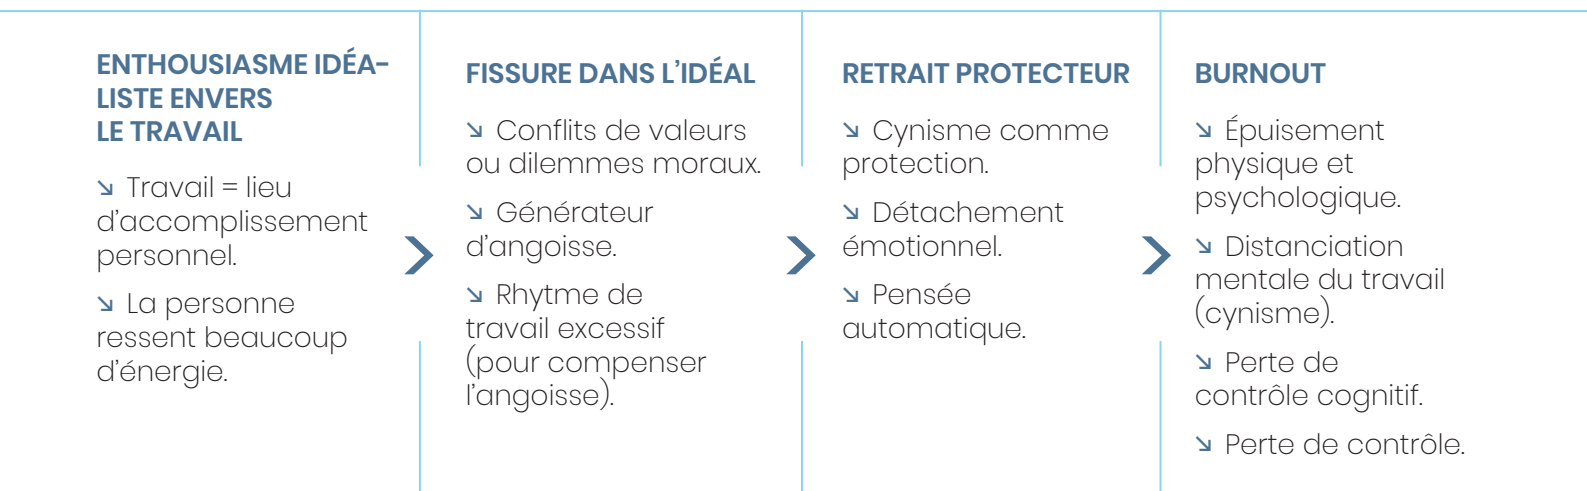 ENTHOUSIASME IDÉA-
LISTE ENVERS
LE TRAVAIL
↘ Travail = lieu
d’accomplissement
personnel.
↘ La personne
ressent beaucoup
d’énergie.
FISSURE DANS L’IDÉAL
↘ Conflits de valeurs
ou dilemmes moraux.
↘ Générateur
d’angoisse.
↘ Rhytme de
travail excessif
(pour compenser
l’angoisse).
RETRAIT PROTECTEUR
↘ Cynisme comme
protection.
↘ Détachement
émotionnel.
↘ Pensée
automatique.
BURNOUT
↘ Épuisement
physique et
psychologique.
↘ Distanciation
mentale du travail
(cynisme).
↘ Perte de
contrôle cognitif.
↘ Perte de contrôle.